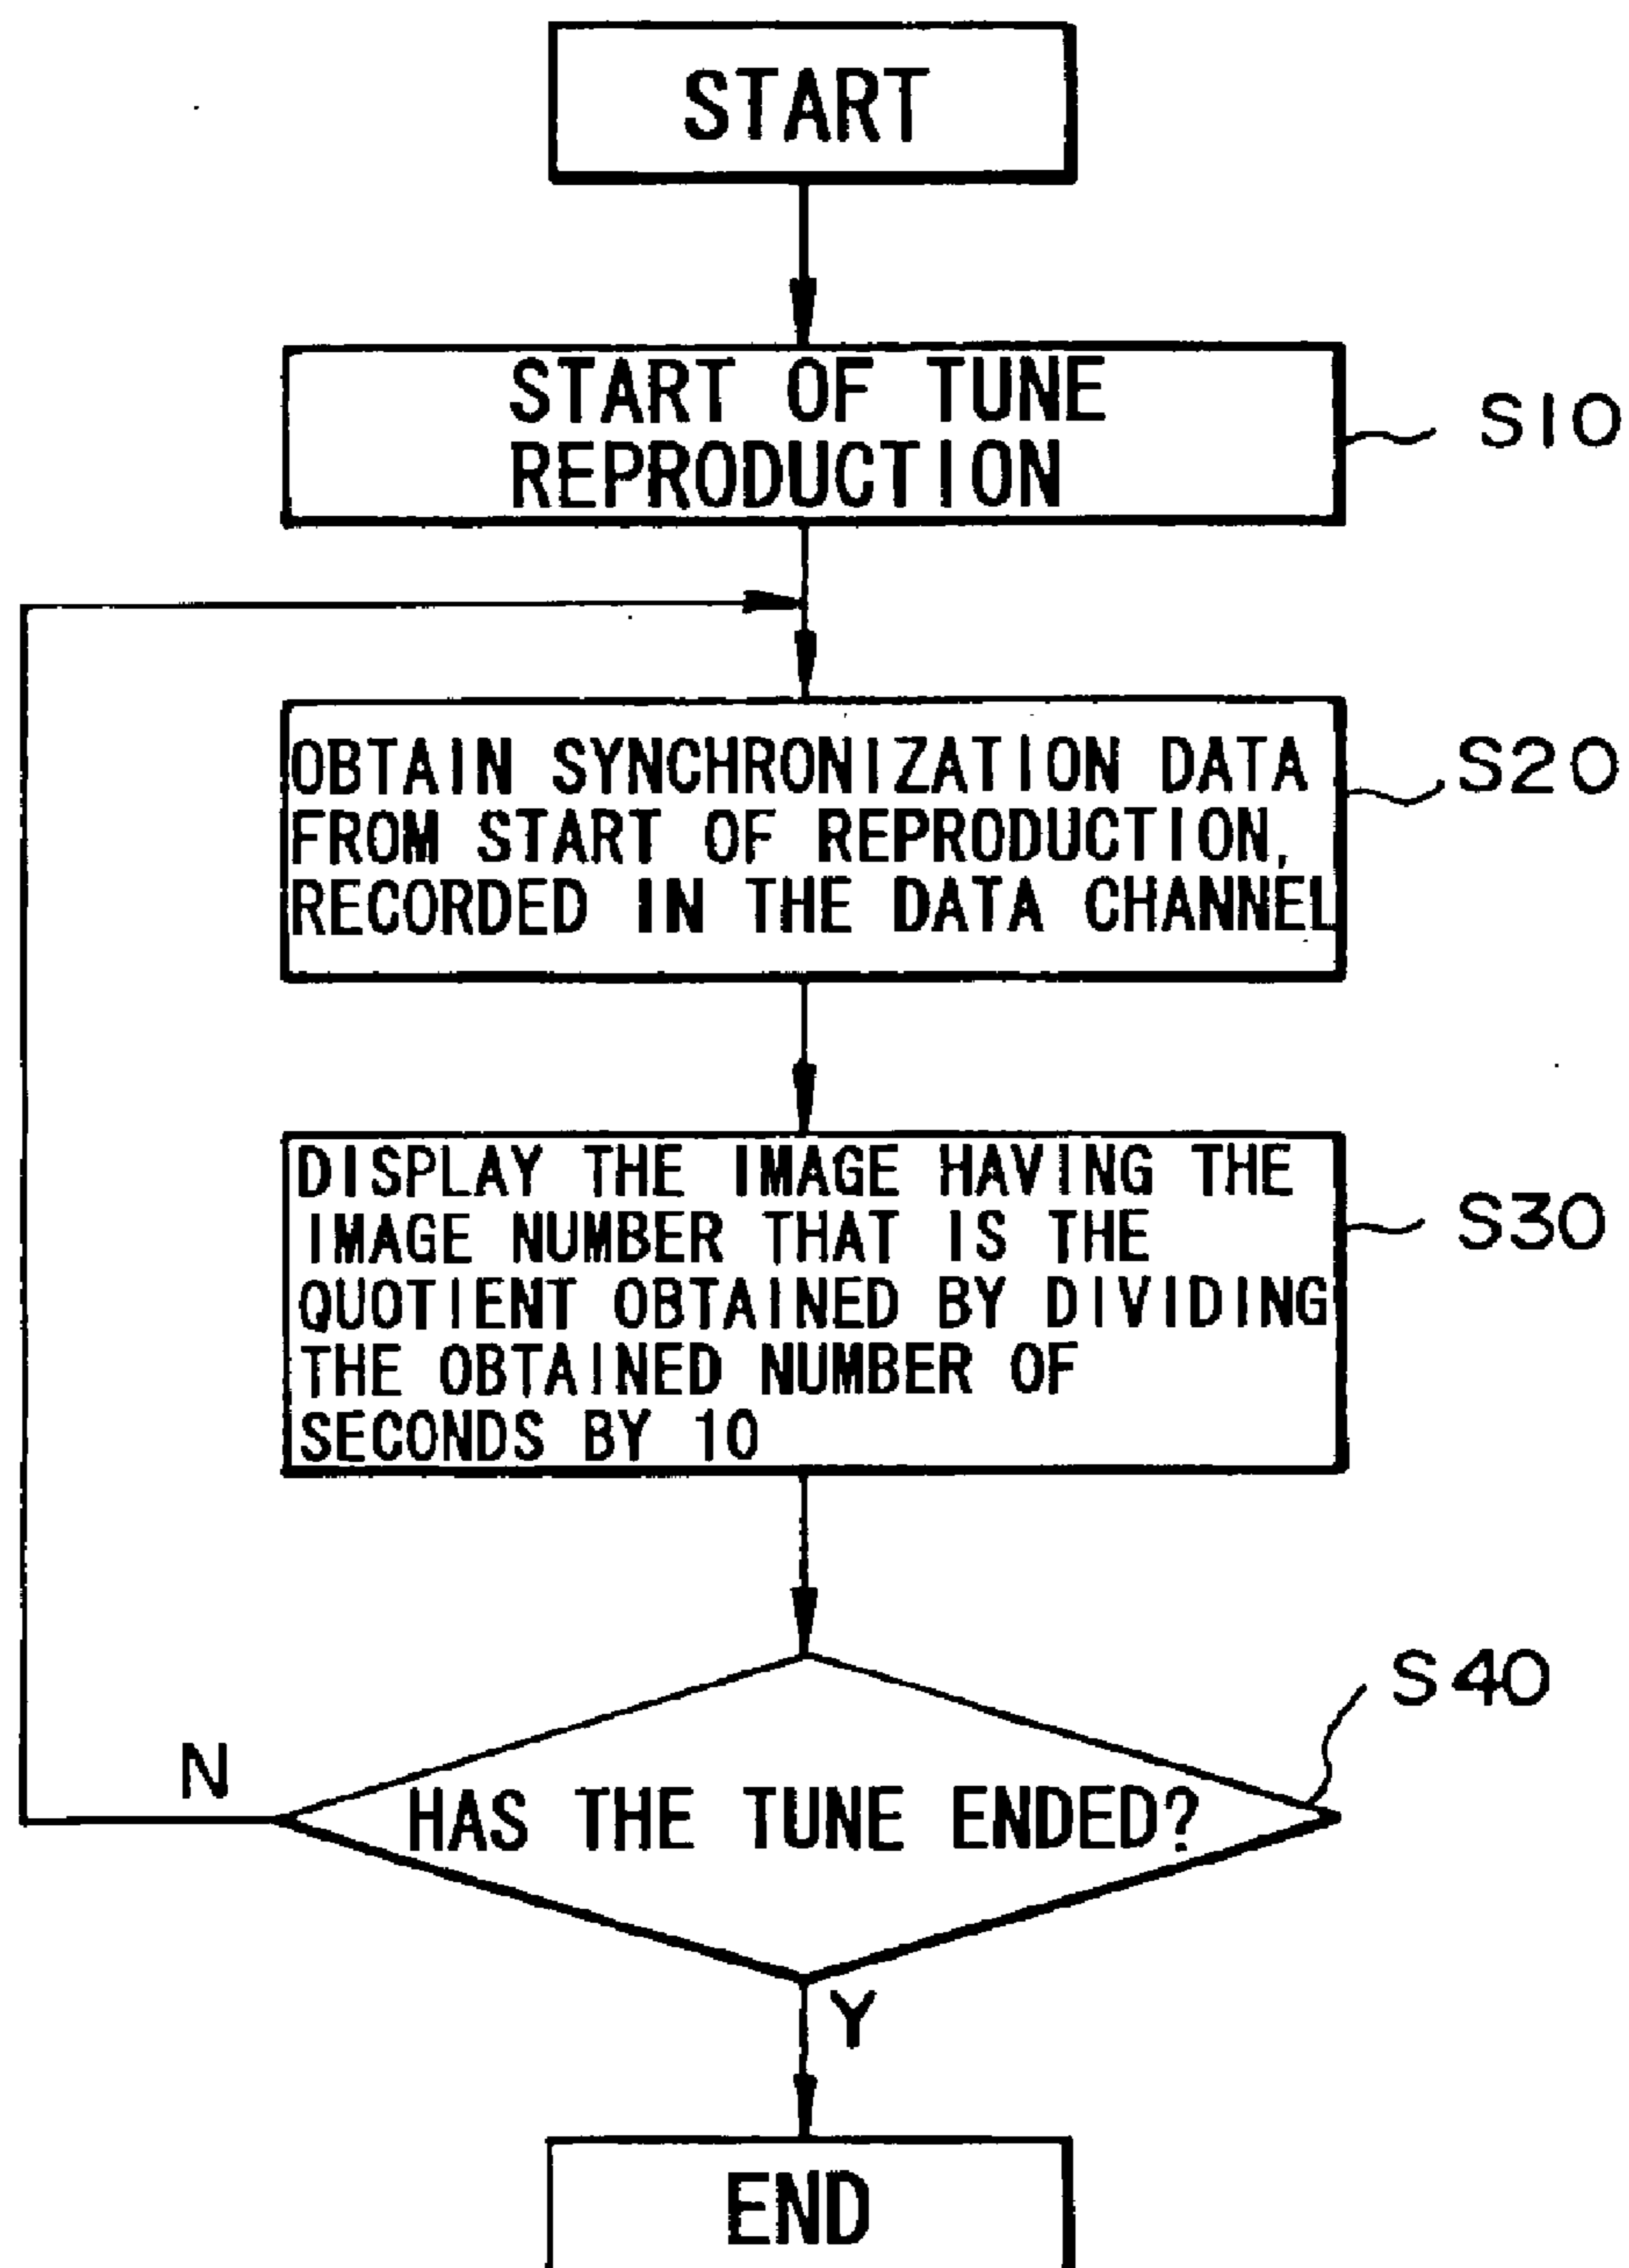 START
START OF TUNE
REPRODUCTION
S10
OBTAIN SYNCHRONIZATION DATA
FROM START OF REPRODUCTION,
RECORDED IN THE DATA CHANNEL
S20
DISPLAY THE IMAGE HAVING THE
IMAGE NUMBER THAT IS THE
QUOTIENT OBTAINED BY DIVIDING
THE OBTAINED NUMBER OF
SECONDS BY 10
S30
S40
N
HAS THE TUNE ENDED?
Y
END